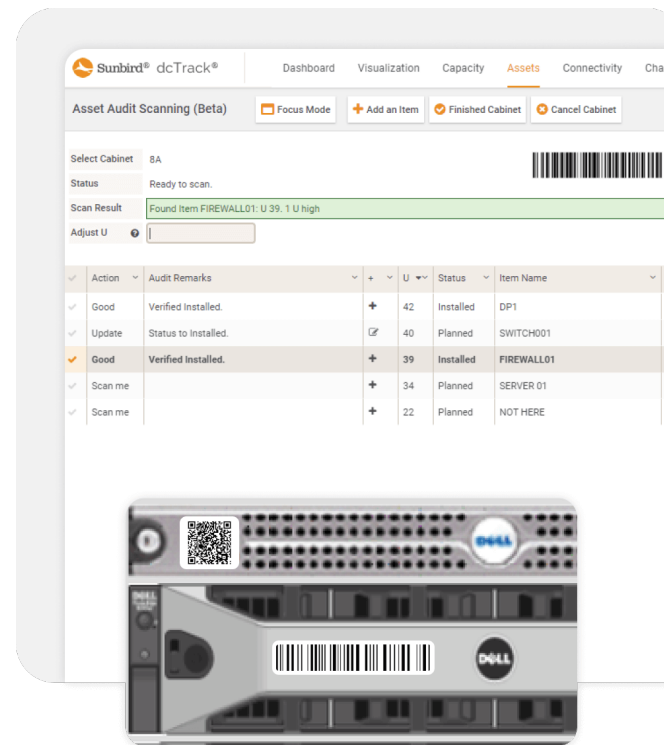 Sunbird® dcTrack® Dashboard Visualization Capacity Assets Connectivity Cha
Asset Audit Scanning (Beta) Focus Mode + Add an Item Finished Cabinet Cancel Cabinet
Select Cabinet 8A
Status Ready to scan.
Scan Result Found Item FIREWALL01: U 39. 1 U high
Adjust U
Action Audit Remarks + U Status Item Name
Good Verified Installed. + 42 Installed DP1
Update Status to Installed. 40 Planned SWITCH001
Good Verified Installed. + 39 Installed FIREWALL01
Scan me + 34 Planned SERVER 01
Scan me + 22 Planned NOT HERE
DELL
DELL
DELL